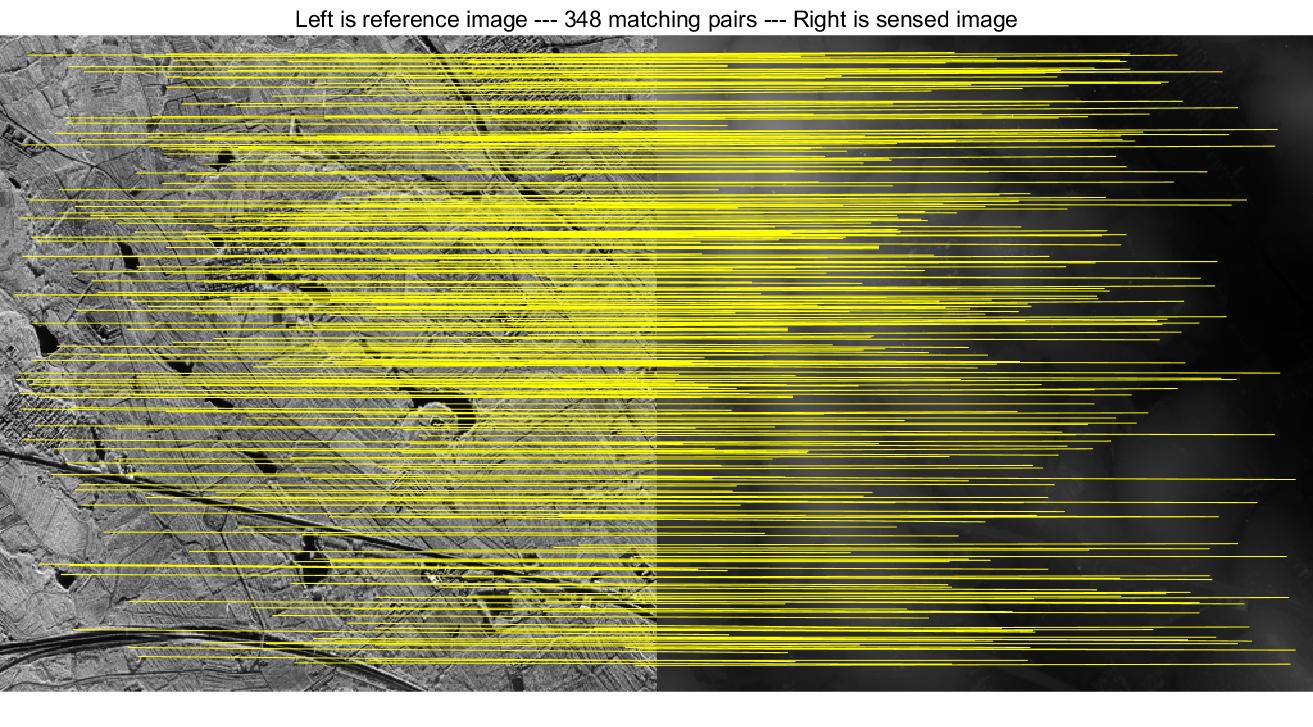 Left is reference image --- 348 matching pairs --- Right is sensed image